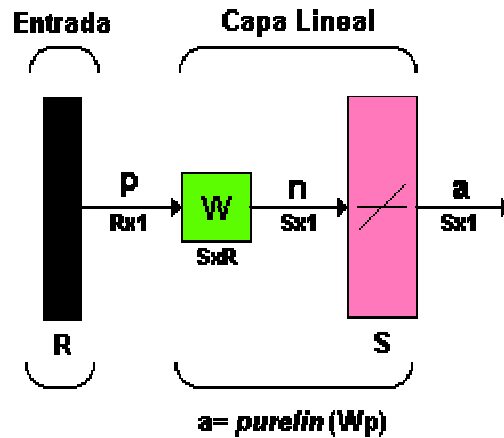 Entrada
Capa Lineal
p
Rx1
W
SxR
n
Sx1
a
Sx1
R
S
a= purelin(Wp)